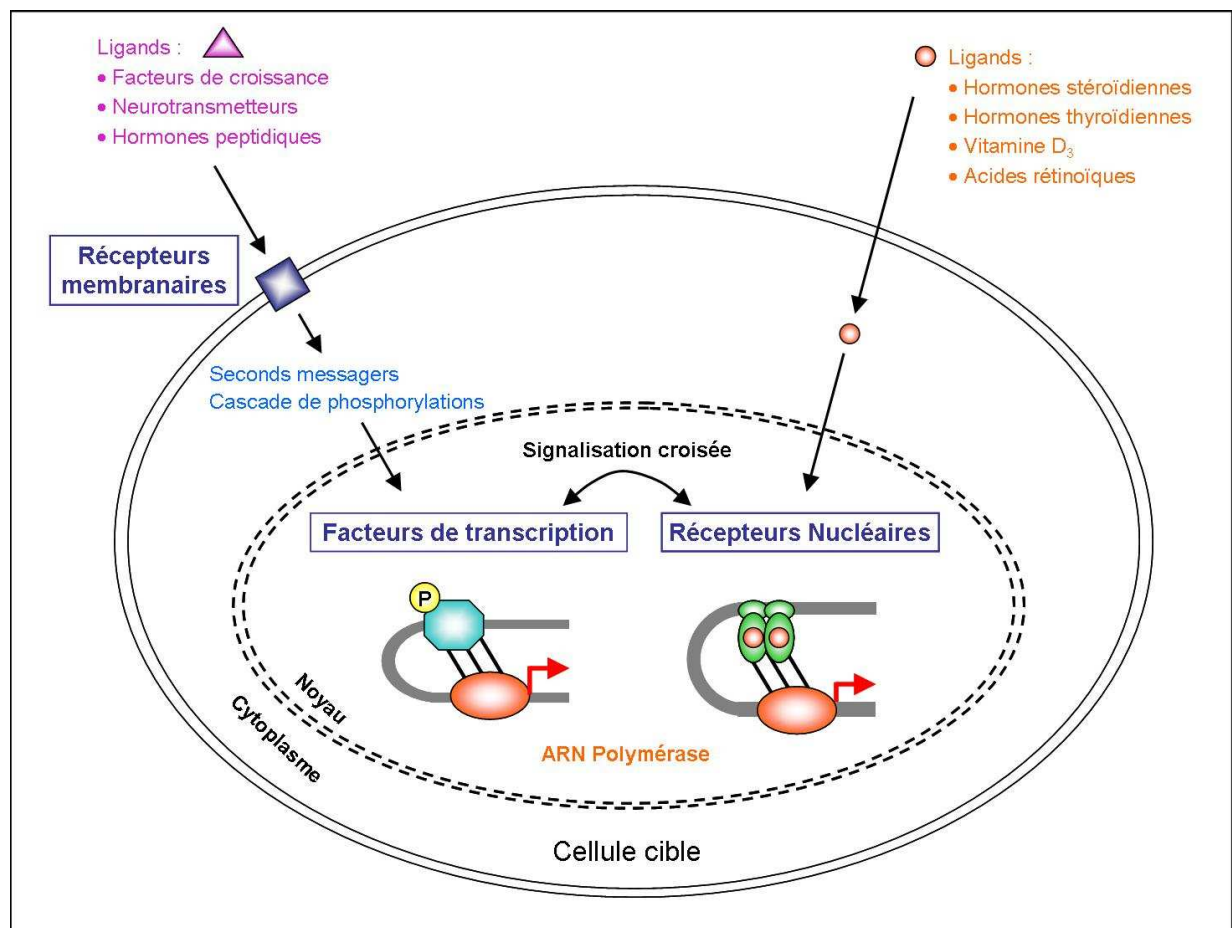 Ligands :
• Facteurs de croissance
• Neurotransmetteurs
• Hormones peptidiques
Ligands :
• Hormones stéroïdiennes
• Hormones thyroïdiennes
• Vitamine D₃
• Acides rétinoïques
Récepteurs
membranaires
Seconds messagers
Cascade de phosphorylations
Signalisation croisée
Facteurs de transcription
Récepteurs Nucléaires
P
Noyau
Cytoplasme
ARN Polymérase
Cellule cible